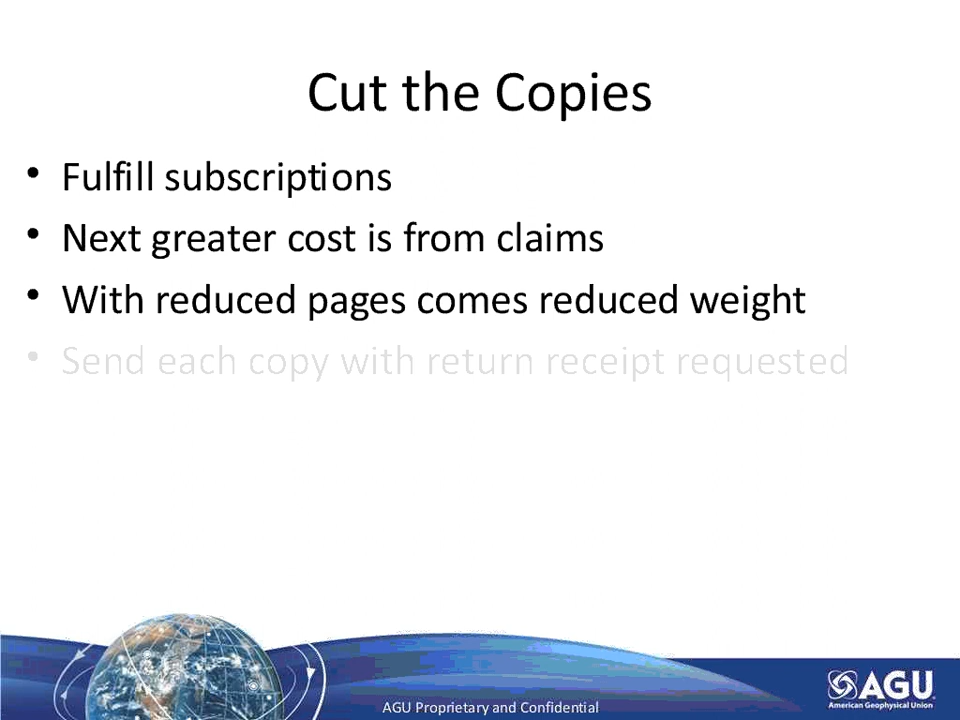 Cut the Copies
• Fulfill subscriptions
• Next greater cost is from claims
• With reduced pages comes reduced weight
• Send each copy with return receipt requested
AGU
American Geophysical Union
AGU Proprietary and Confidential